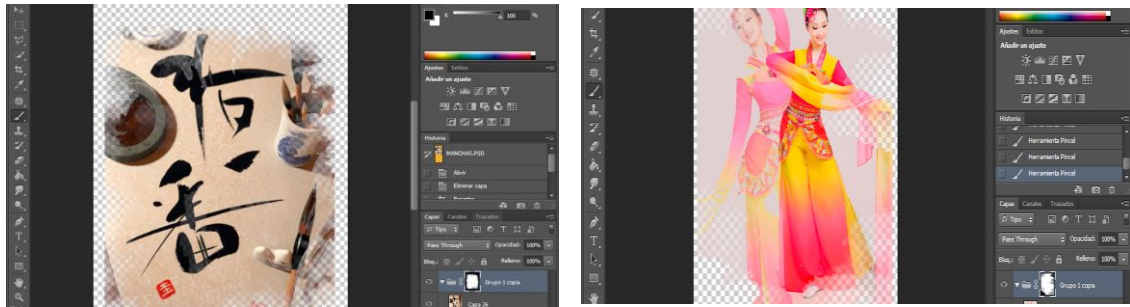 K 100 %
Ajustes Estilos
Añadir un ajuste
Historia
MANCHAS.PSD
Abrir
Eliminar capa
Capas Canales Trazados
Tipo
Pass Through Opacidad: 100%
Bloq.: Relleno: 100%
Grupo 1 copia
Capa 26
青
香
Ajustes Estilos
Añadir un ajuste
Historia
Herramienta Pincel
Herramienta Pincel
Herramienta Pincel
Capas Canales Trazados
Tipo
Pass Through Opacidad: 100%
Bloq.: Relleno: 100%
Grupo 1 copia